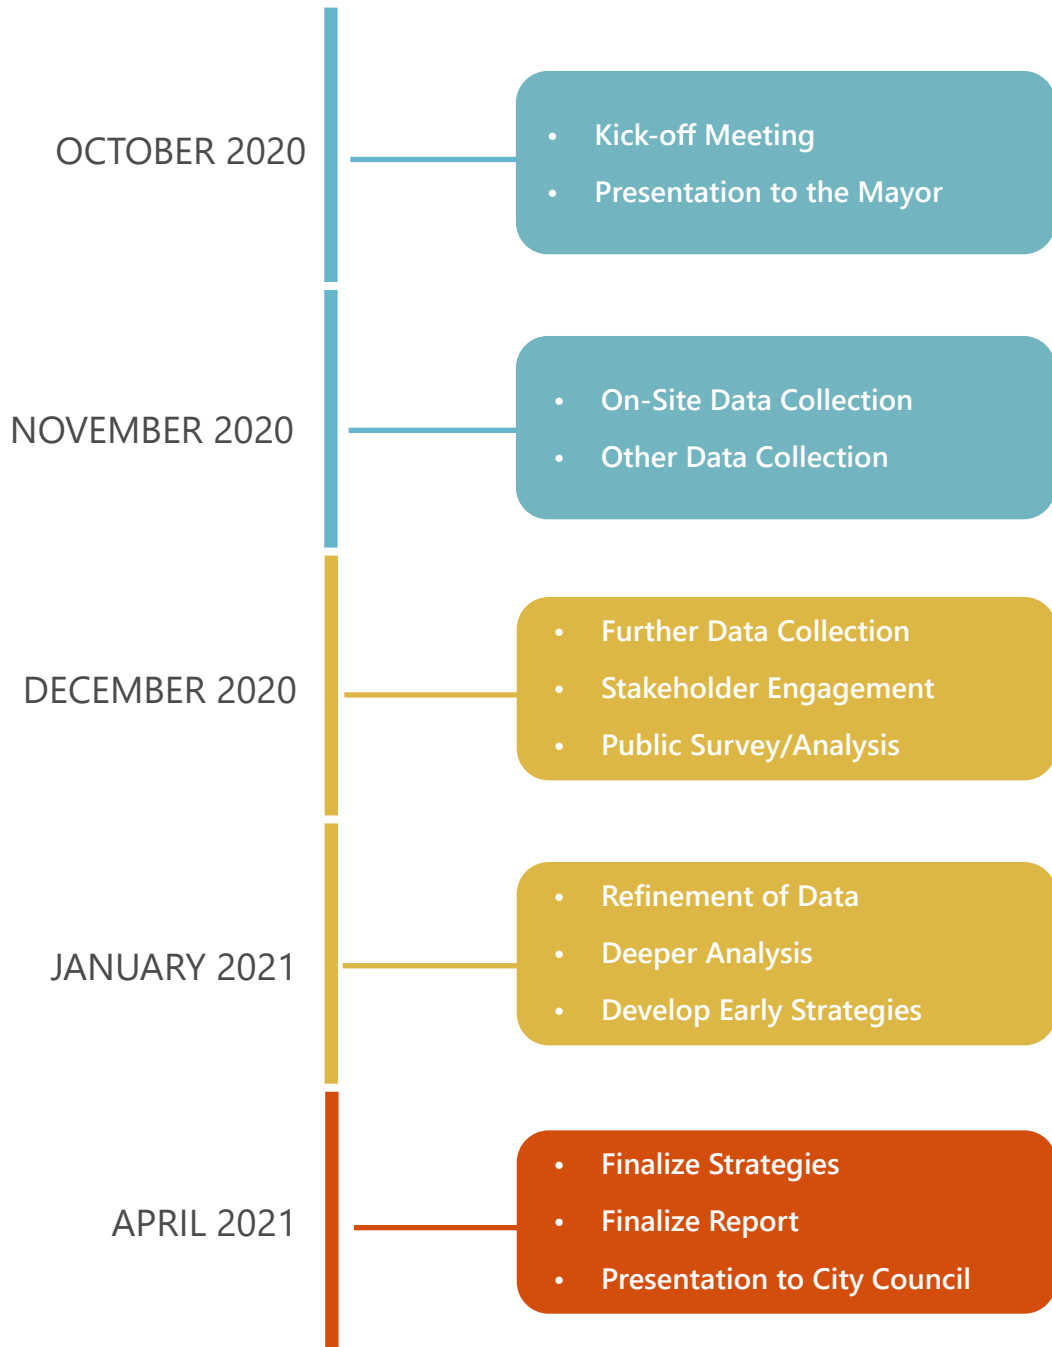 OCTOBER 2020
• Kick-off Meeting
• Presentation to the Mayor
NOVEMBER 2020
• On-Site Data Collection
• Other Data Collection
DECEMBER 2020
• Further Data Collection
• Stakeholder Engagement
• Public Survey/Analysis
JANUARY 2021
• Refinement of Data
• Deeper Analysis
• Develop Early Strategies
APRIL 2021
• Finalize Strategies
• Finalize Report
• Presentation to City Council